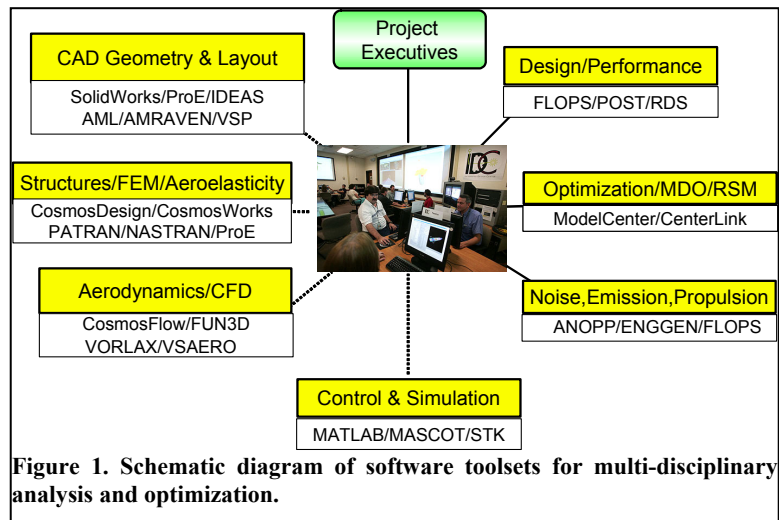 Project
Executives
CAD Geometry & Layout
SolidWorks/ProE/IDEAS
AML/AMRAVEN/VSP
Design/Performance
FLOPS/POST/RDS
IDC
Structures/FEM/Aeroelasticity
CosmosDesign/CosmosWorks
PATRAN/NASTRAN/ProE
Optimization/MDO/RSM
ModelCenter/CenterLink
Aerodynamics/CFD
CosmosFlow/FUN3D
VORLAX/VSAERO
Noise,Emission,Propulsion
ANOPP/ENGGEN/FLOPS
Control & Simulation
MATLAB/MASCOT/STK
Figure 1. Schematic diagram of software toolsets for multi-disciplinary
analysis and optimization.